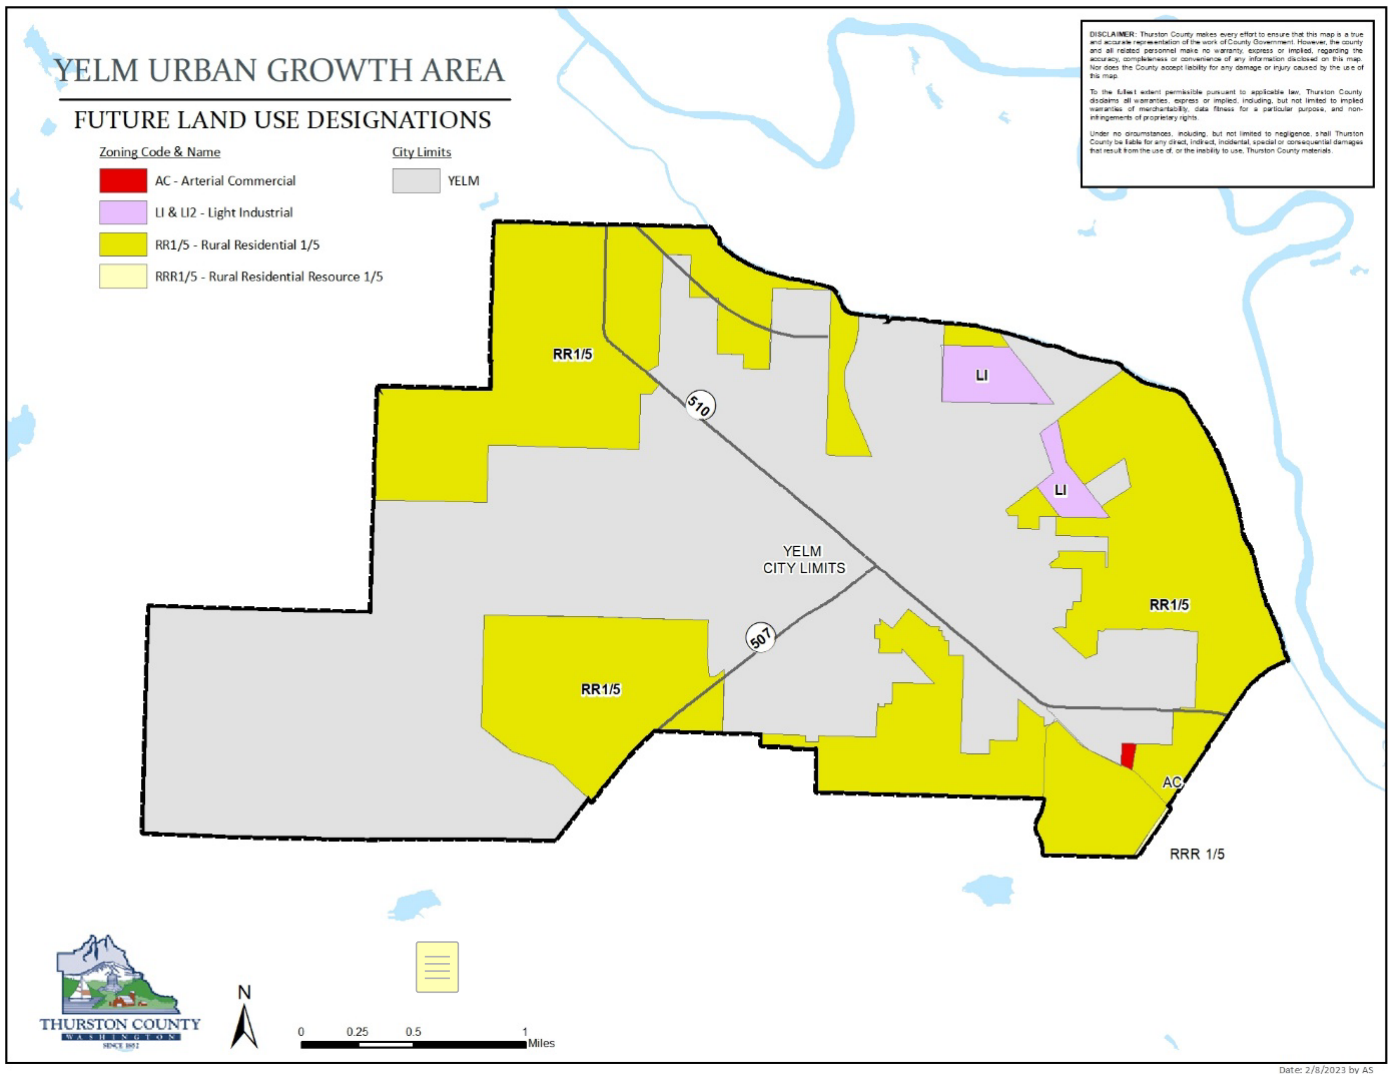 YELM URBAN GROWTH AREA
FUTURE LAND USE DESIGNATIONS
Zoning Code & Name
AC - Arterial Commercial
LI & LI2 - Light Industrial
RR1/5 - Rural Residential 1/5
RRR1/5 - Rural Residential Resource 1/5
City Limits
YELM
DISCLAIMER: Thurston County makes every effort to ensure that this map is a true
and accurate representation of the work of County Government. However, the county
and all related personnel make no warranty, express or implied, regarding the
accuracy, completeness or convenience of any information disclosed on this map.
Nor does the County accept liability for any damage or injury caused by the use of
this map.
To the fullest extent permissible pursuant to applicable law, Thurston County
disclaims all warranties, express or implied, including, but not limited to implied
warranties of merchantability, data fitness for a particular purpose, and non-
infringements of proprietary rights.
Under no circumstances, including, but not limited to negligence, shall Thurston
County be liable for any direct, indirect, incidental, special or consequential damages
that result from the use of, or the inability to use, Thurston County materials.
RR1/5
LI
510
LI
YELM
CITY LIMITS
RR1/5
507
RR1/5
AC
RRR 1/5
THURSTON COUNTY
WASHINGTON
SINCE 1852
N
0 0.25 0.5 1
Miles
Date: 2/8/2023 by AS